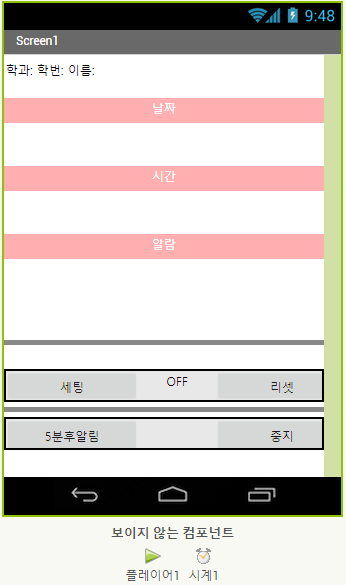 9:48
Screen1
학과: 학번: 이름:
날짜
시간
알람
세팅 OFF 리셋
5분후알림 중지
보이지 않는 컴포넌트
플레이어1 시계1